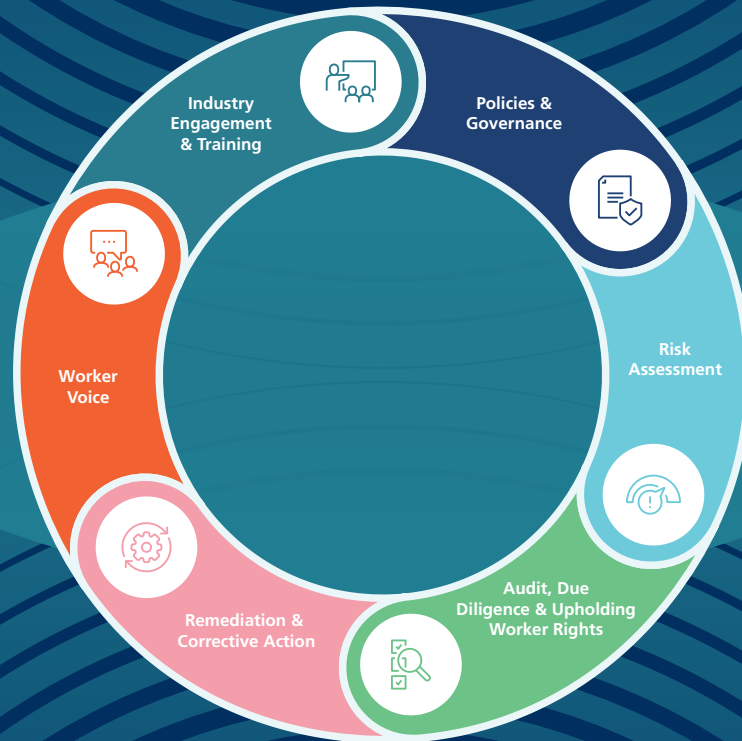 Industry
Engagement
& Training
Policies &
Governance
Risk
Assessment
Audit, Due
Diligence & Upholding
Worker Rights
Remediation &
Corrective Action
Worker
Voice